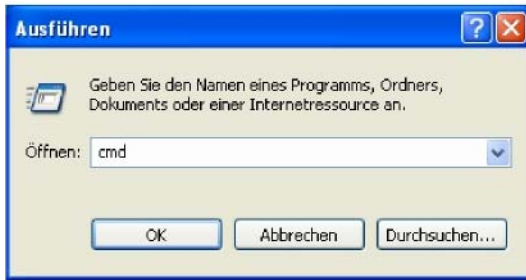 Ausführen
Geben Sie den Namen eines Programms, Ordners,
Dokuments oder einer Internetressource an.
Öffnen: cmd
OK Abbrechen Durchsuchen...